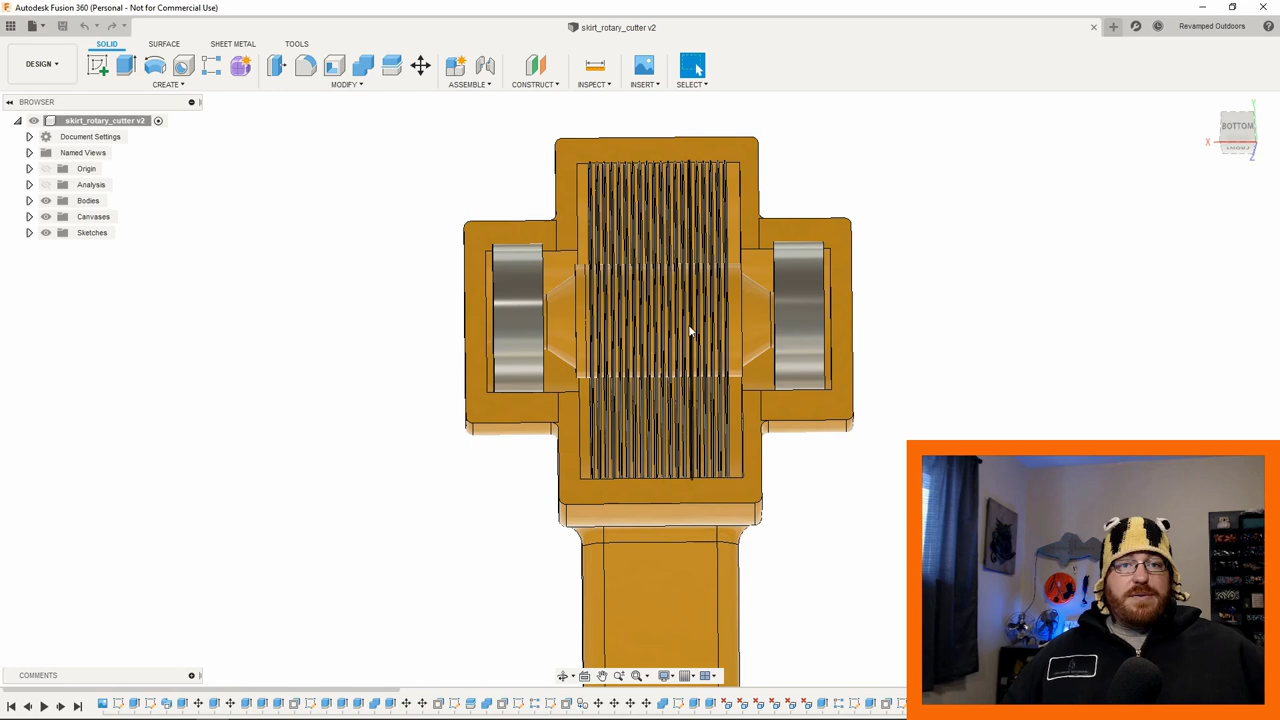 Autodesk Fusion 360 (Personal - Not for Commercial Use)
skirt_rotary_cutter v2
Revamped Outdoors
SOLID SURFACE SHEET METAL TOOLS
DESIGN
CREATE MODIFY ASSEMBLE CONSTRUCT INSPECT INSERT SELECT
BROWSER
skirt_rotary_cutter v2
Document Settings
Named Views
Origin
Analysis
Bodies
Canvases
Sketches
BOTTOM
X
Y
Z
COMMENTS